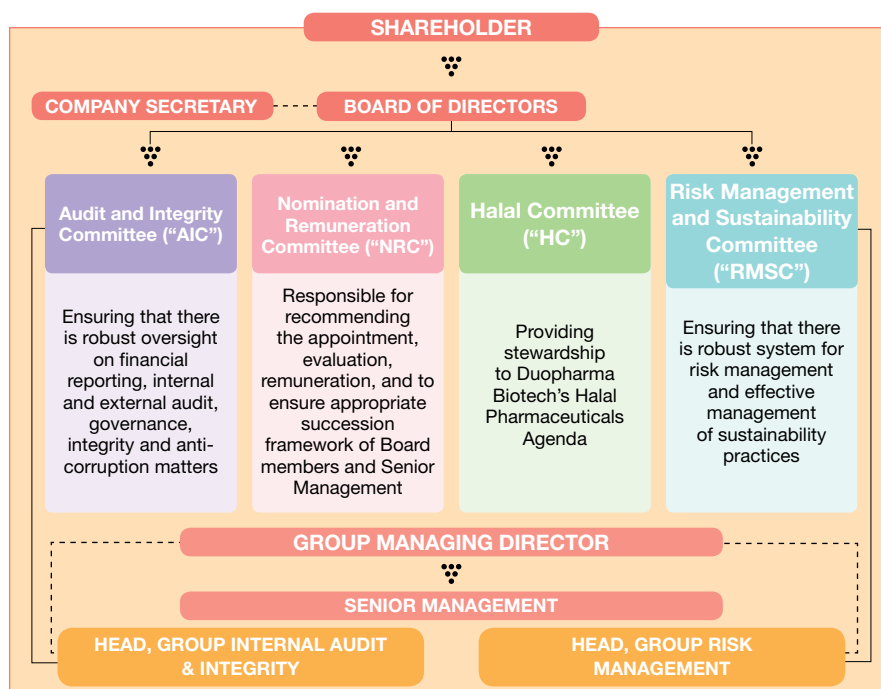 SHAREHOLDER
COMPANY SECRETARY
BOARD OF DIRECTORS
Audit and Integrity
Committee (“AIC”)
Ensuring that there
is robust oversight
on financial
reporting, internal
and external audit,
governance,
integrity and anti-
corruption matters
Nomination and
Remuneration
Committee (“NRC”)
Responsible for
recommending
the appointment,
evaluation,
remuneration, and to
ensure appropriate
succession
framework of Board
members and Senior
Management
Halal Committee
(“HC”)
Providing
stewardship
to Duopharma
Biotech’s Halal
Pharmaceuticals
Agenda
Risk Management
and Sustainability
Committee
(“RMSC”)
Ensuring that there
is robust system for
risk management
and effective
management
of sustainability
practices
GROUP MANAGING DIRECTOR
SENIOR MANAGEMENT
HEAD, GROUP INTERNAL AUDIT
& INTEGRITY
HEAD, GROUP RISK
MANAGEMENT